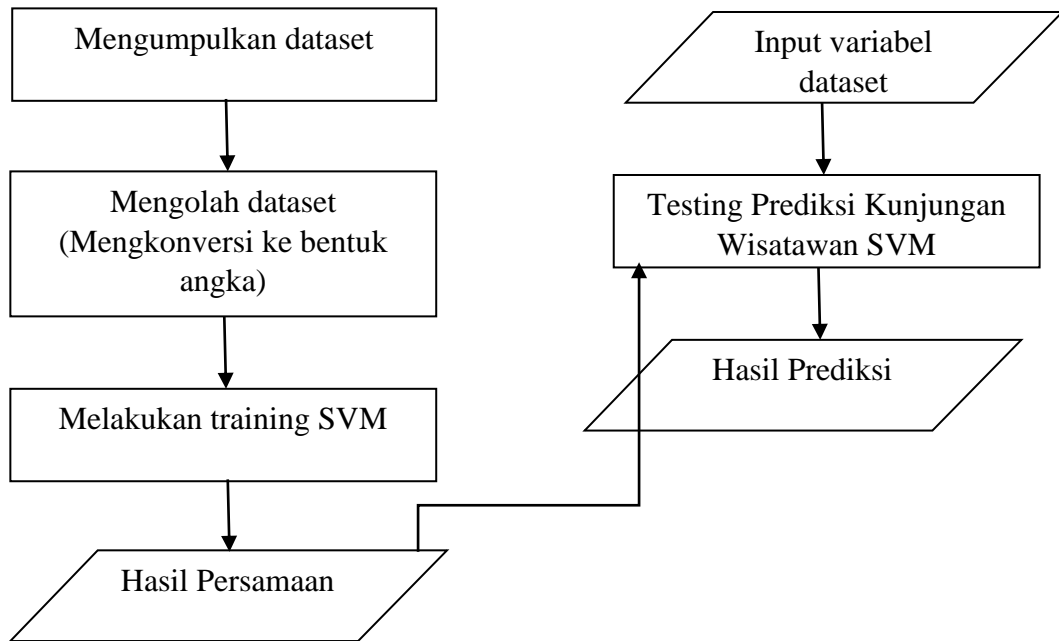 Mengumpulkan dataset
Mengolah dataset
(Mengkonversi ke bentuk
angka)
Melakukan training SVM
Hasil Persamaan
Input variabel
dataset
Testing Prediksi Kunjungan
Wisatawan SVM
Hasil Prediksi